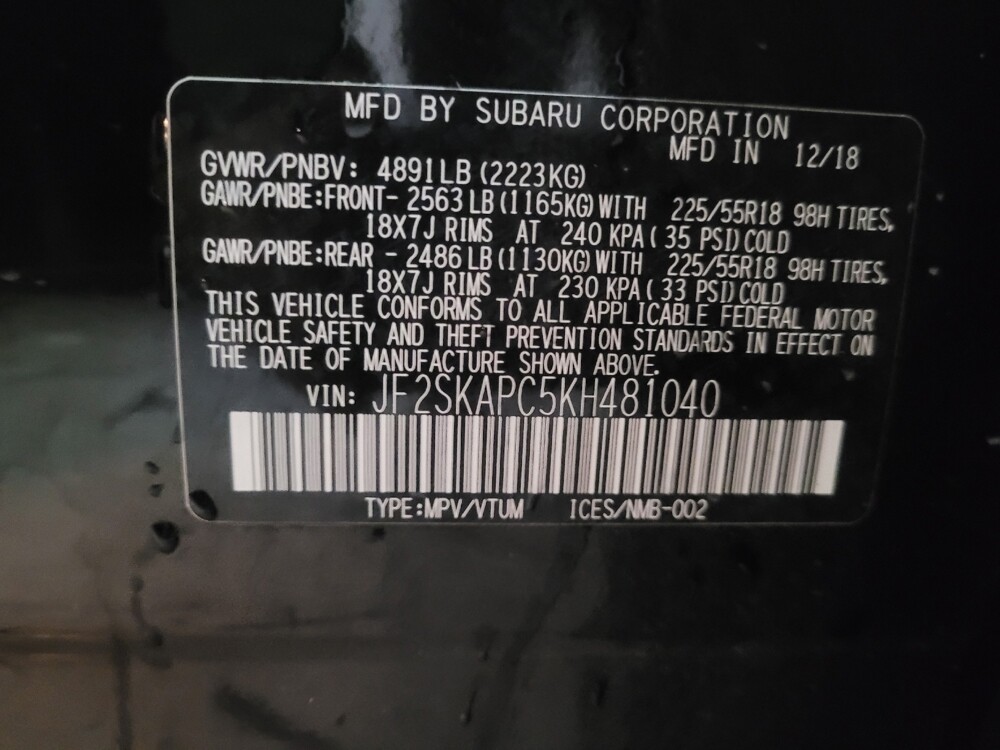 MFD BY SUBARU CORPORATION
MFD IN 12/18
GVWR/PNBV: 4891LB (2223KG)
GAWR/PNBE:FRONT- 2563 LB (1165KG) WITH 225/55R18 98H TIRES,
18X7J RIMS AT 240 KPA ( 35 PSI) COLD
GAWR/PNBE:REAR - 2486 LB (1130KG) WITH 225/55R18 98H TIRES,
18X7J RIMS AT 230 KPA ( 33 PSI) COLD
THIS VEHICLE CONFORMS TO ALL APPLICABLE FEDERAL MOTOR
VEHICLE SAFETY AND THEFT PREVENTION STANDARDS IN EFFECT ON
THE DATE OF MANUFACTURE SHOWN ABOVE.
VIN: JF2SKAPC5KH481040
TYPE:MPV/VTUM ICES/NMB-002